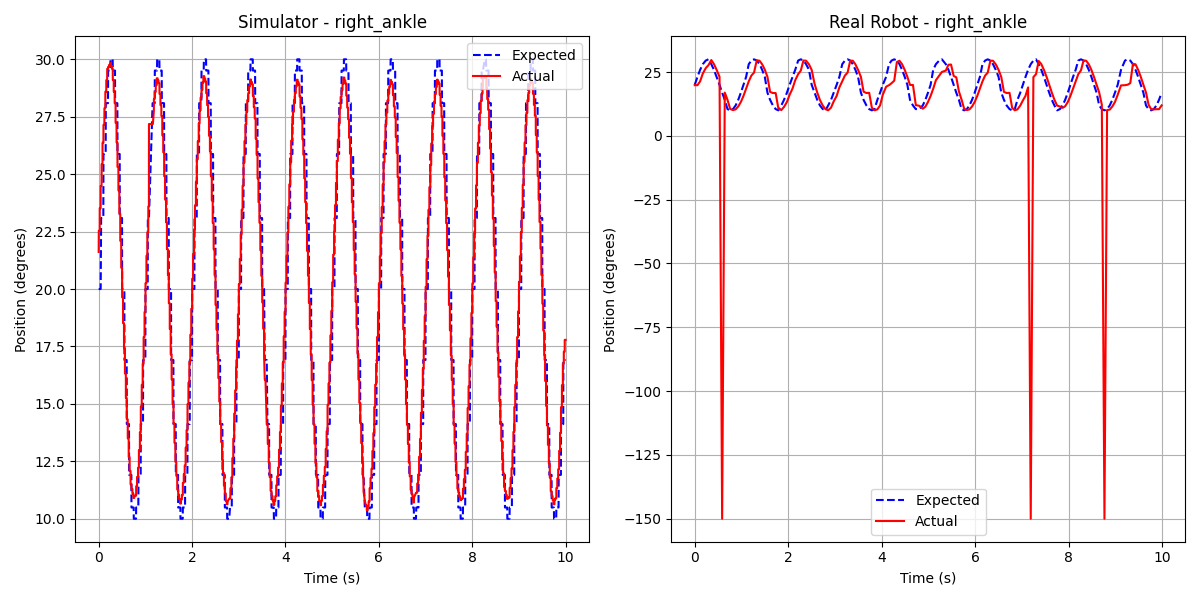 Simulator - right_ankle
Position (degrees)
30.0
27.5
25.0
22.5
20.0
17.5
15.0
12.5
10.0
0 2 4 6 8 10
Time (s)
Expected
Actual
Real Robot - right_ankle
Position (degrees)
25
0
−25
−50
−75
−100
−125
−150
0 2 4 6 8 10
Time (s)
Expected
Actual